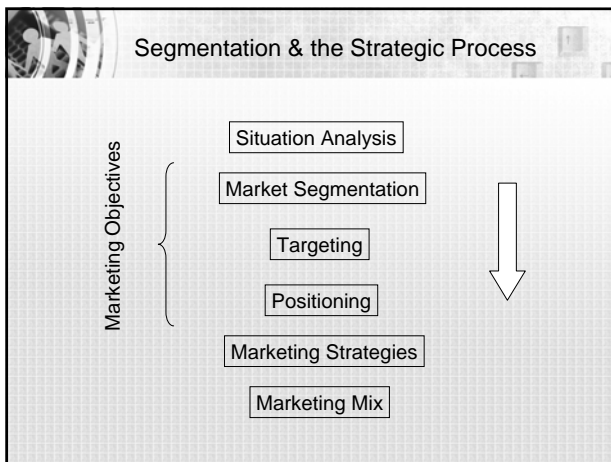 Segmentation & the Strategic Process
Marketing Objectives
Situation Analysis
Market Segmentation
Targeting
Positioning
Marketing Strategies
Marketing Mix